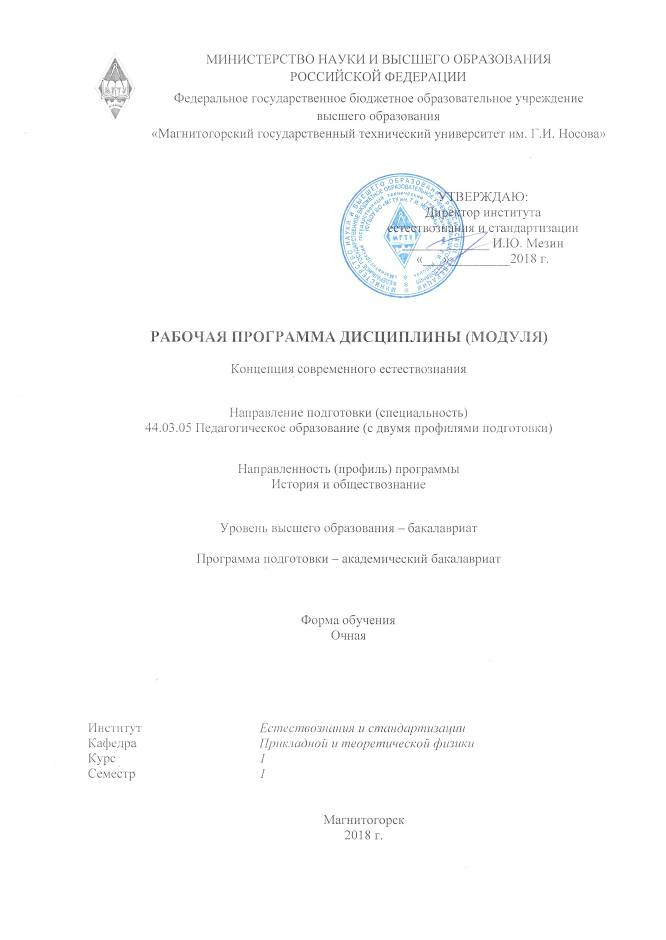 МИНИСТЕРСТВО НАУКИ И ВЫСШЕГО ОБРАЗОВАНИЯ
РОССИЙСКОЙ ФЕДЕРАЦИИ
Федеральное государственное бюджетное образовательное учреждение
высшего образования
«Магнитогорский государственный технический университет им. Г.И. Носова»
МГТУ
УТВЕРЖДАЮ:
Директор института
естествознания и стандартизации
И.Ю. Мезин
« 2018 г.
МГТУ
РАБОЧАЯ ПРОГРАММА ДИСЦИПЛИНЫ (МОДУЛЯ)
Концепция современного естествознания
Направление подготовки (специальность)
44.03.05 Педагогическое образование (с двумя профилями подготовки)
Направленность (профиль) программы
История и обществознание
Уровень высшего образования – бакалавриат
Программа подготовки – академический бакалавриат
Форма обучения
Очная
Институт Естествознания и стандартизации
Кафедра Прикладной и теоретической физики
Курс 1
Семестр 1
Магнитогорск
2018 г.